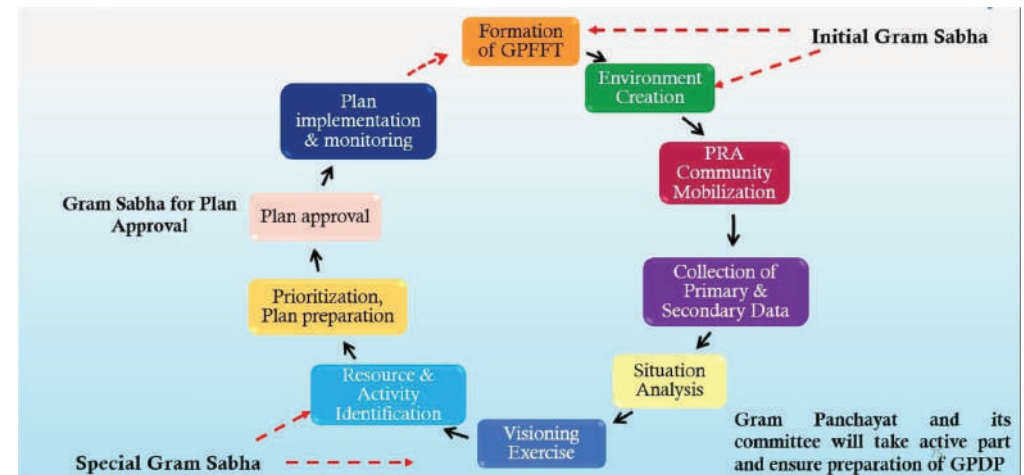 Formation
of GPFFT
Initial Gram Sabha
Environment
Creation
Plan
implementation
& monitoring
PRA
Community
Mobilization
Gram Sabha for Plan
Approval
Plan approval
Collection of
Primary &
Secondary Data
Prioritization,
Plan preparation
Situation
Analysis
Resource &
Activity
Identification
Visioning
Exercise
Gram Panchayat and its
committee will take active part
and ensure preparation of GPDP
Special Gram Sabha